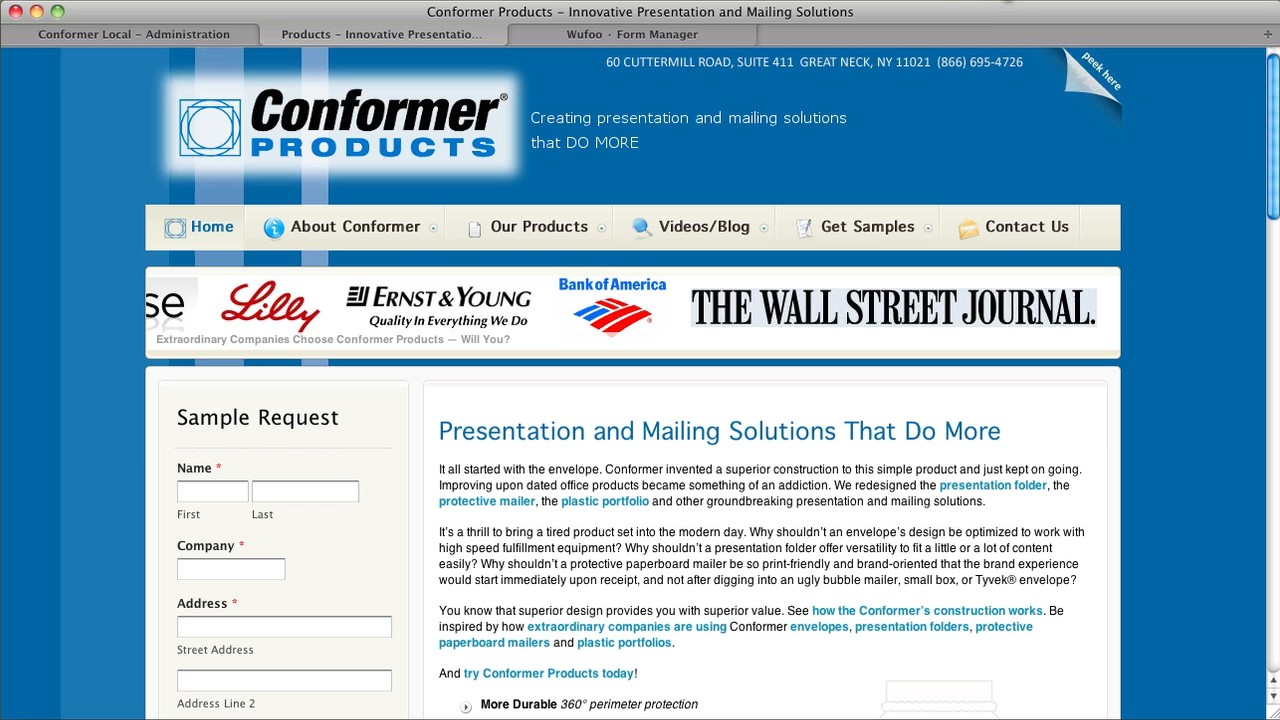 Conformer Products – Innovative Presentation and Mailing Solutions
Conformer Local – Administration
Products – Innovative Presentatio...
Wufoo · Form Manager
60 CUTTERMILL ROAD, SUITE 411 GREAT NECK, NY 11021 (866) 695-4726
peek here
Conformer®
PRODUCTS
Creating presentation and mailing solutions
that DO MORE
Home
About Conformer
Our Products
Videos/Blog
Get Samples
Contact Us
se
Lilly
ERNST & YOUNG
Quality In Everything We Do
Bank of America
THE WALL STREET JOURNAL.
Extraordinary Companies Choose Conformer Products — Will You?
Sample Request
Name *
First
Last
Company *
Address *
Street Address
Address Line 2
Presentation and Mailing Solutions That Do More
It all started with the envelope. Conformer invented a superior construction to this simple product and just kept on going.
Improving upon dated office products became something of an addiction. We redesigned the presentation folder, the
protective mailer, the plastic portfolio and other groundbreaking presentation and mailing solutions.
It's a thrill to bring a tired product set into the modern day. Why shouldn't an envelope's design be optimized to work with
high speed fulfillment equipment? Why shouldn't a presentation folder offer versatility to fit a little or a lot of content
easily? Why shouldn't a protective paperboard mailer be so print-friendly and brand-oriented that the brand experience
would start immediately upon receipt, and not after digging into an ugly bubble mailer, small box, or Tyvek® envelope?
You know that superior design provides you with superior value. See how the Conformer's construction works. Be
inspired by how extraordinary companies are using Conformer envelopes, presentation folders, protective
paperboard mailers and plastic portfolios.
And try Conformer Products today!
More Durable 360° perimeter protection